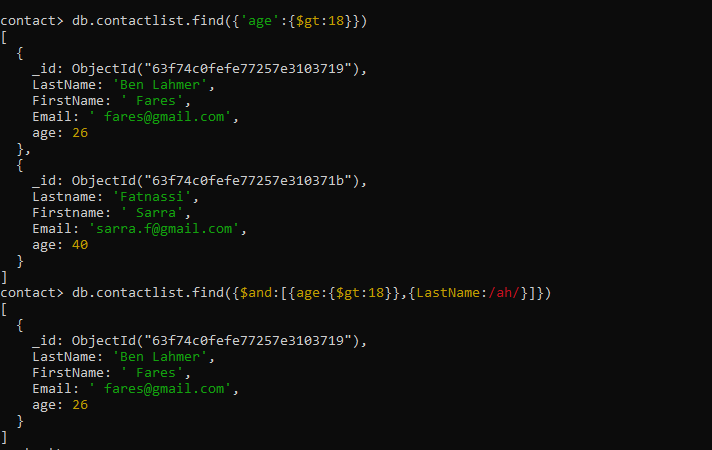 contact> db.contactlist.find({'age':{$gt:18}})
[
  {
    _id: ObjectId("63f74c0fefe77257e3103719"),
    LastName: 'Ben Lahmer',
    FirstName: ' Fares',
    Email: ' fares@gmail.com',
    age: 26
  },
  {
    _id: ObjectId("63f74c0fefe77257e310371b"),
    Lastname: 'Fatnassi',
    Firstname: ' Sarra',
    Email: 'sarra.f@gmail.com',
    age: 40
  }
]
contact> db.contactlist.find({$and:[{age:{$gt:18}},{LastName:/ah/}]})
[
  {
    _id: ObjectId("63f74c0fefe77257e3103719"),
    LastName: 'Ben Lahmer',
    FirstName: ' Fares',
    Email: ' fares@gmail.com',
    age: 26
  }
]